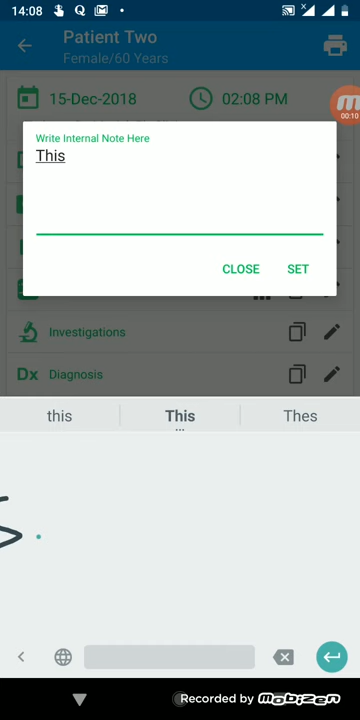 14:08
Patient Two
Female/60 Years
15-Dec-2018 02:08 PM
00:10
Write Internal Note Here
This
CLOSE SET
Investigations
Dx Diagnosis
this This Thes
Recorded by mobizen